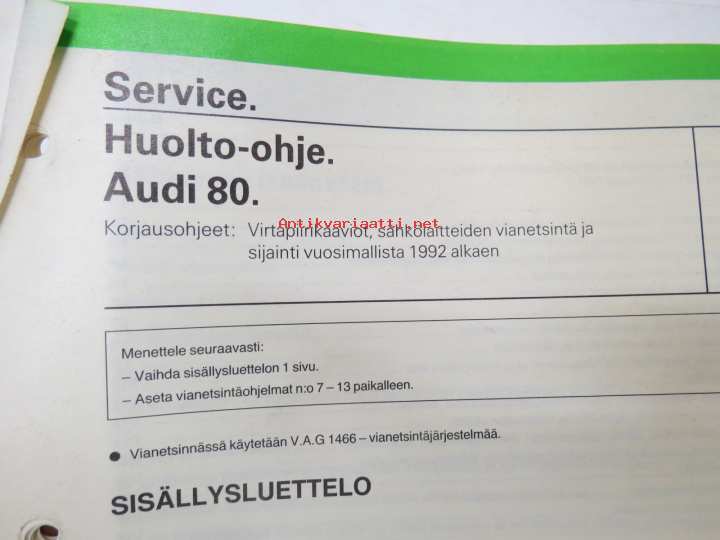 Service.
Huolto-ohje.
Audi 80.
Antikvariaatti.net
Korjausohjeet: Virtapiirikaaviot, sähkölaitteiden vianetsintä ja
sijainti vuosimallista 1992 alkaen
Menettele seuraavasti:
– Vaihda sisällysluettelon 1 sivu.
– Aseta vianetsintäohjelmat n:o 7 – 13 paikalleen.
● Vianetsinnässä käytetään V.A.G 1466 – vianetsintäjärjestelmää.
SISÄLLYSLUETTELO